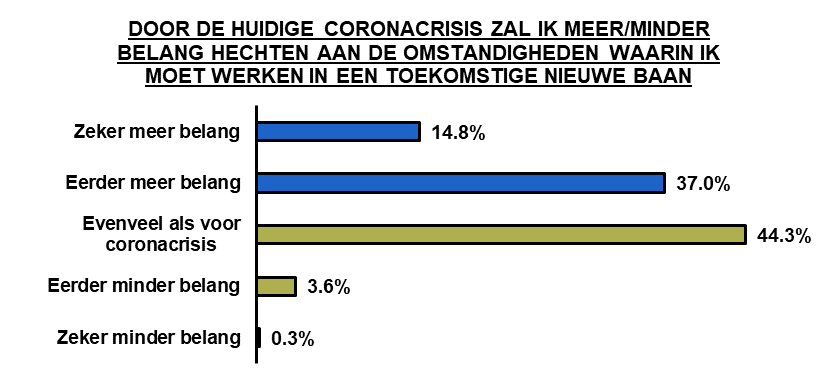 DOOR DE HUIDIGE CORONACRISIS ZAL IK MEER/MINDER
BELANG HECHTEN AAN DE OMSTANDIGHEDEN WAARIN IK
MOET WERKEN IN EEN TOEKOMSTIGE NIEUWE BAAN
Zeker meer belang 14.8%
Eerder meer belang 37.0%
Evenveel als voor
coronacrisis 44.3%
Eerder minder belang 3.6%
Zeker minder belang 0.3%